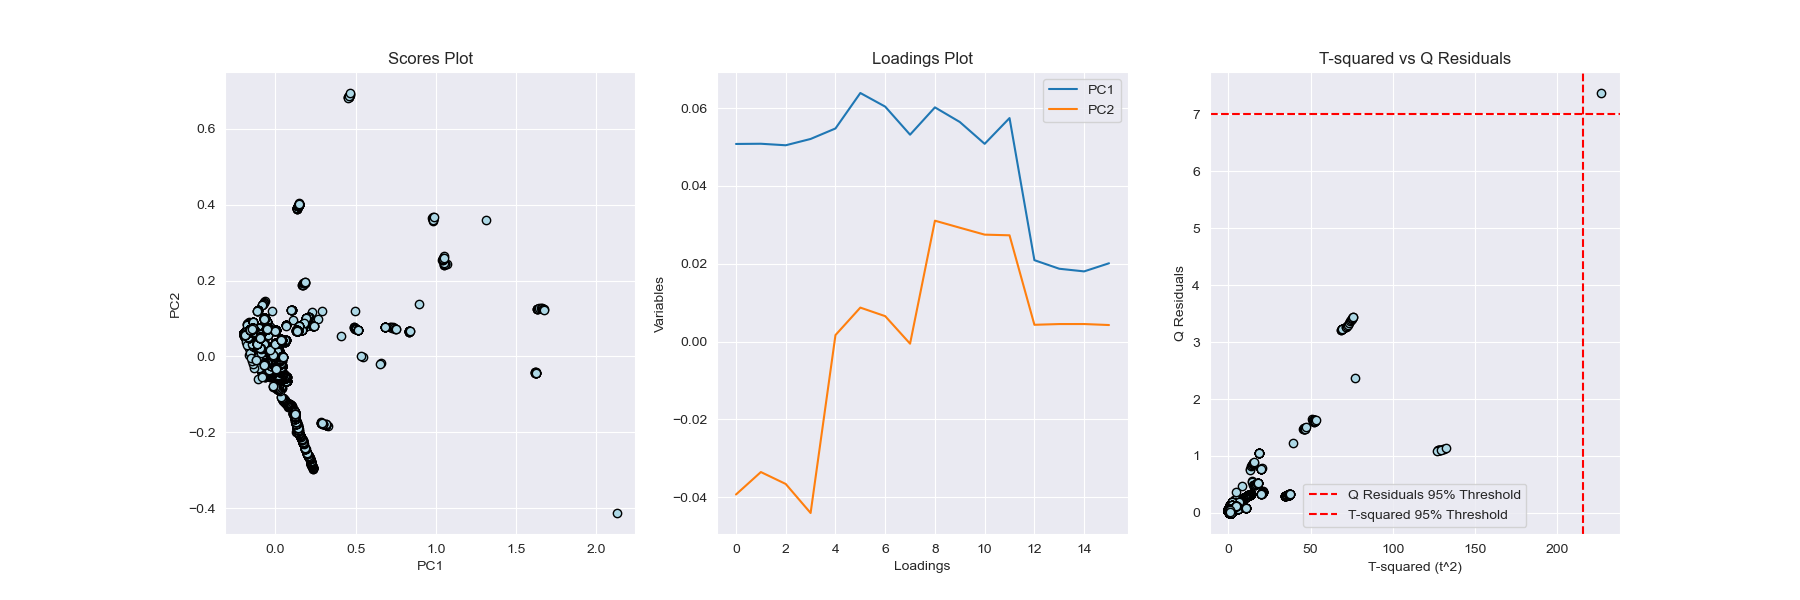 Scores Plot
0.6
0.4
0.2
0.0
−0.2
−0.4
PC2
0.0 0.5 1.0 1.5 2.0
PC1
Loadings Plot
PC1
PC2
0.06
0.04
0.02
0.00
−0.02
−0.04
Variables
0 2 4 6 8 10 12 14
Loadings
T-squared vs Q Residuals
7
6
5
4
3
2
1
0
Q Residuals
Q Residuals 95% Threshold
T-squared 95% Threshold
0 50 100 150 200
T-squared (t^2)